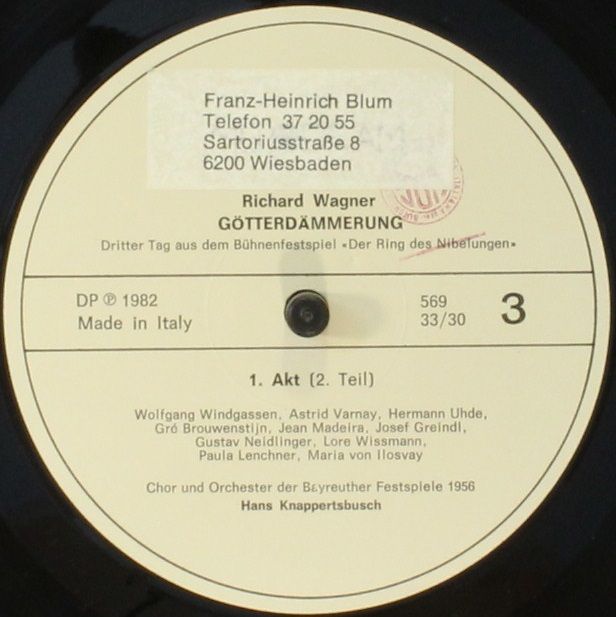 Franz-Heinrich Blum
Telefon 37 20 55
Sartoriusstraße 8
6200 Wiesbaden
Richard Wagner
GÖTTERDÄMMERUNG
Dritter Tag aus dem Bühnenfestspiel «Der Ring des Nibelungen»
DP ℗ 1982
Made in Italy
569
33/30
3
1. Akt (2. Teil)
Wolfgang Windgassen, Astrid Varnay, Hermann Uhde,
Gré Brouwenstijn, Jean Madeira, Josef Greindl,
Gustav Neidlinger, Lore Wissmann,
Paula Lenchner, Maria von Ilosvay
Chor und Orchester der Bayreuther Festspiele 1956
Hans Knappertsbusch